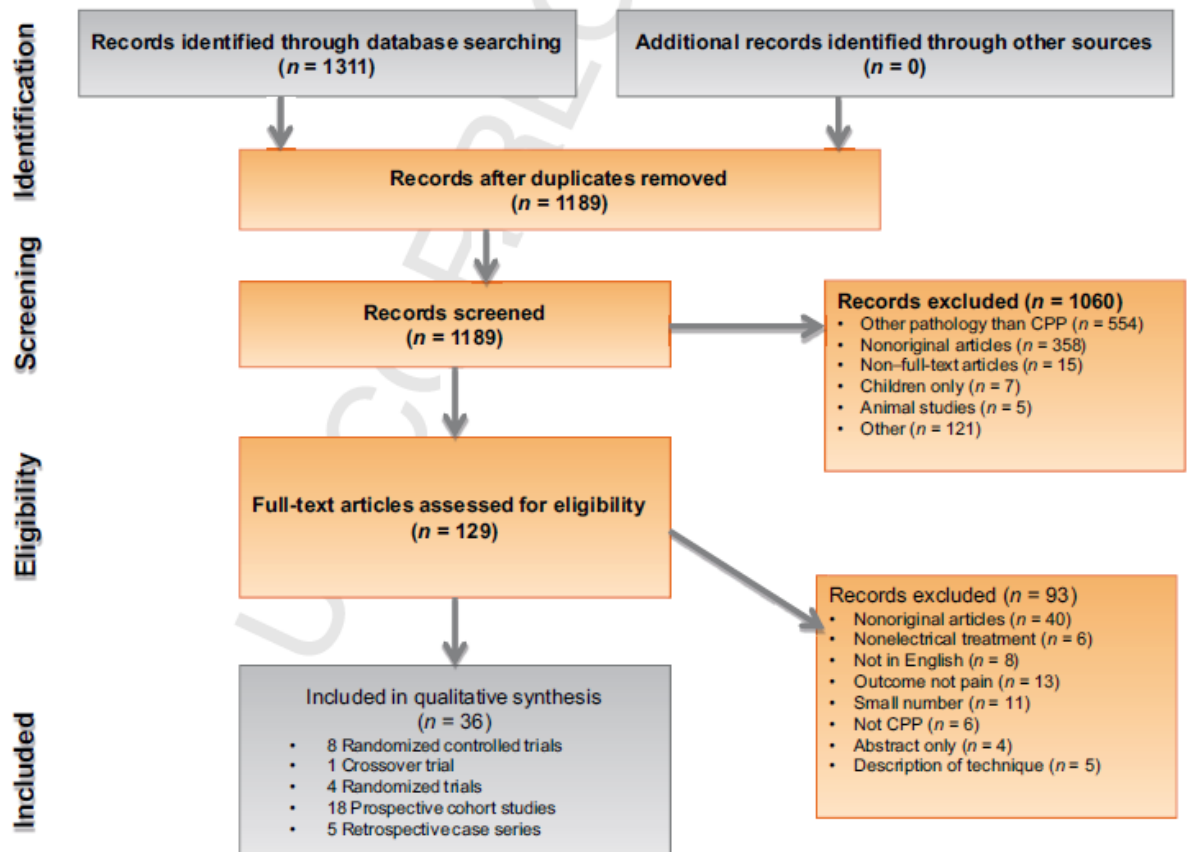 Identification
Records identified through database searching
(n = 1311)
Additional records identified through other sources
(n = 0)
Records after duplicates removed
(n = 1189)
Screening
Records screened
(n = 1189)
Records excluded (n = 1060)
• Other pathology than CPP (n = 554)
• Nonoriginal articles (n = 358)
• Non–full-text articles (n = 15)
• Children only (n = 7)
• Animal studies (n = 5)
• Other (n = 121)
Eligibility
Full-text articles assessed for eligibility
(n = 129)
Records excluded (n = 93)
• Nonoriginal articles (n = 40)
• Nonelectrical treatment (n = 6)
• Not in English (n = 8)
• Outcome not pain (n = 13)
• Small number (n = 11)
• Not CPP (n = 6)
• Abstract only (n = 4)
• Description of technique (n = 5)
Included
Included in qualitative synthesis
(n = 36)
• 8 Randomized controlled trials
• 1 Crossover trial
• 4 Randomized trials
• 18 Prospective cohort studies
• 5 Retrospective case series